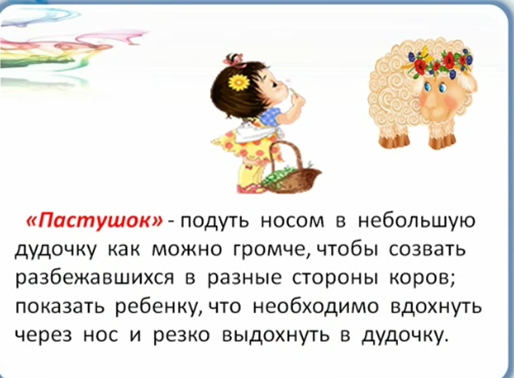 «Пастушок» - подуть носом в небольшую
дудочку как можно громче, чтобы созвать
разбежавшихся в разные стороны коров;
показать ребенку, что необходимо вдохнуть
через нос и резко выдохнуть в дудочку.